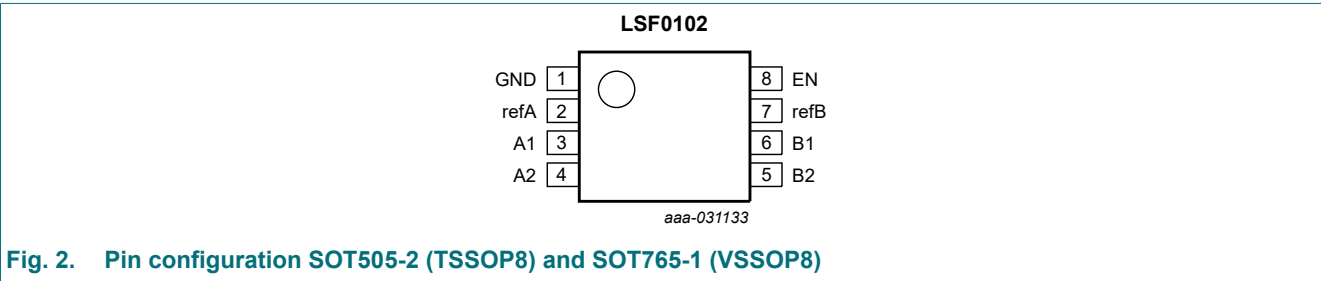 LSF0102
GND 1 8 EN
refA 2 7 refB
A1 3 6 B1
A2 4 5 B2
aaa-031133
Fig. 2. Pin configuration SOT505-2 (TSSOP8) and SOT765-1 (VSSOP8)